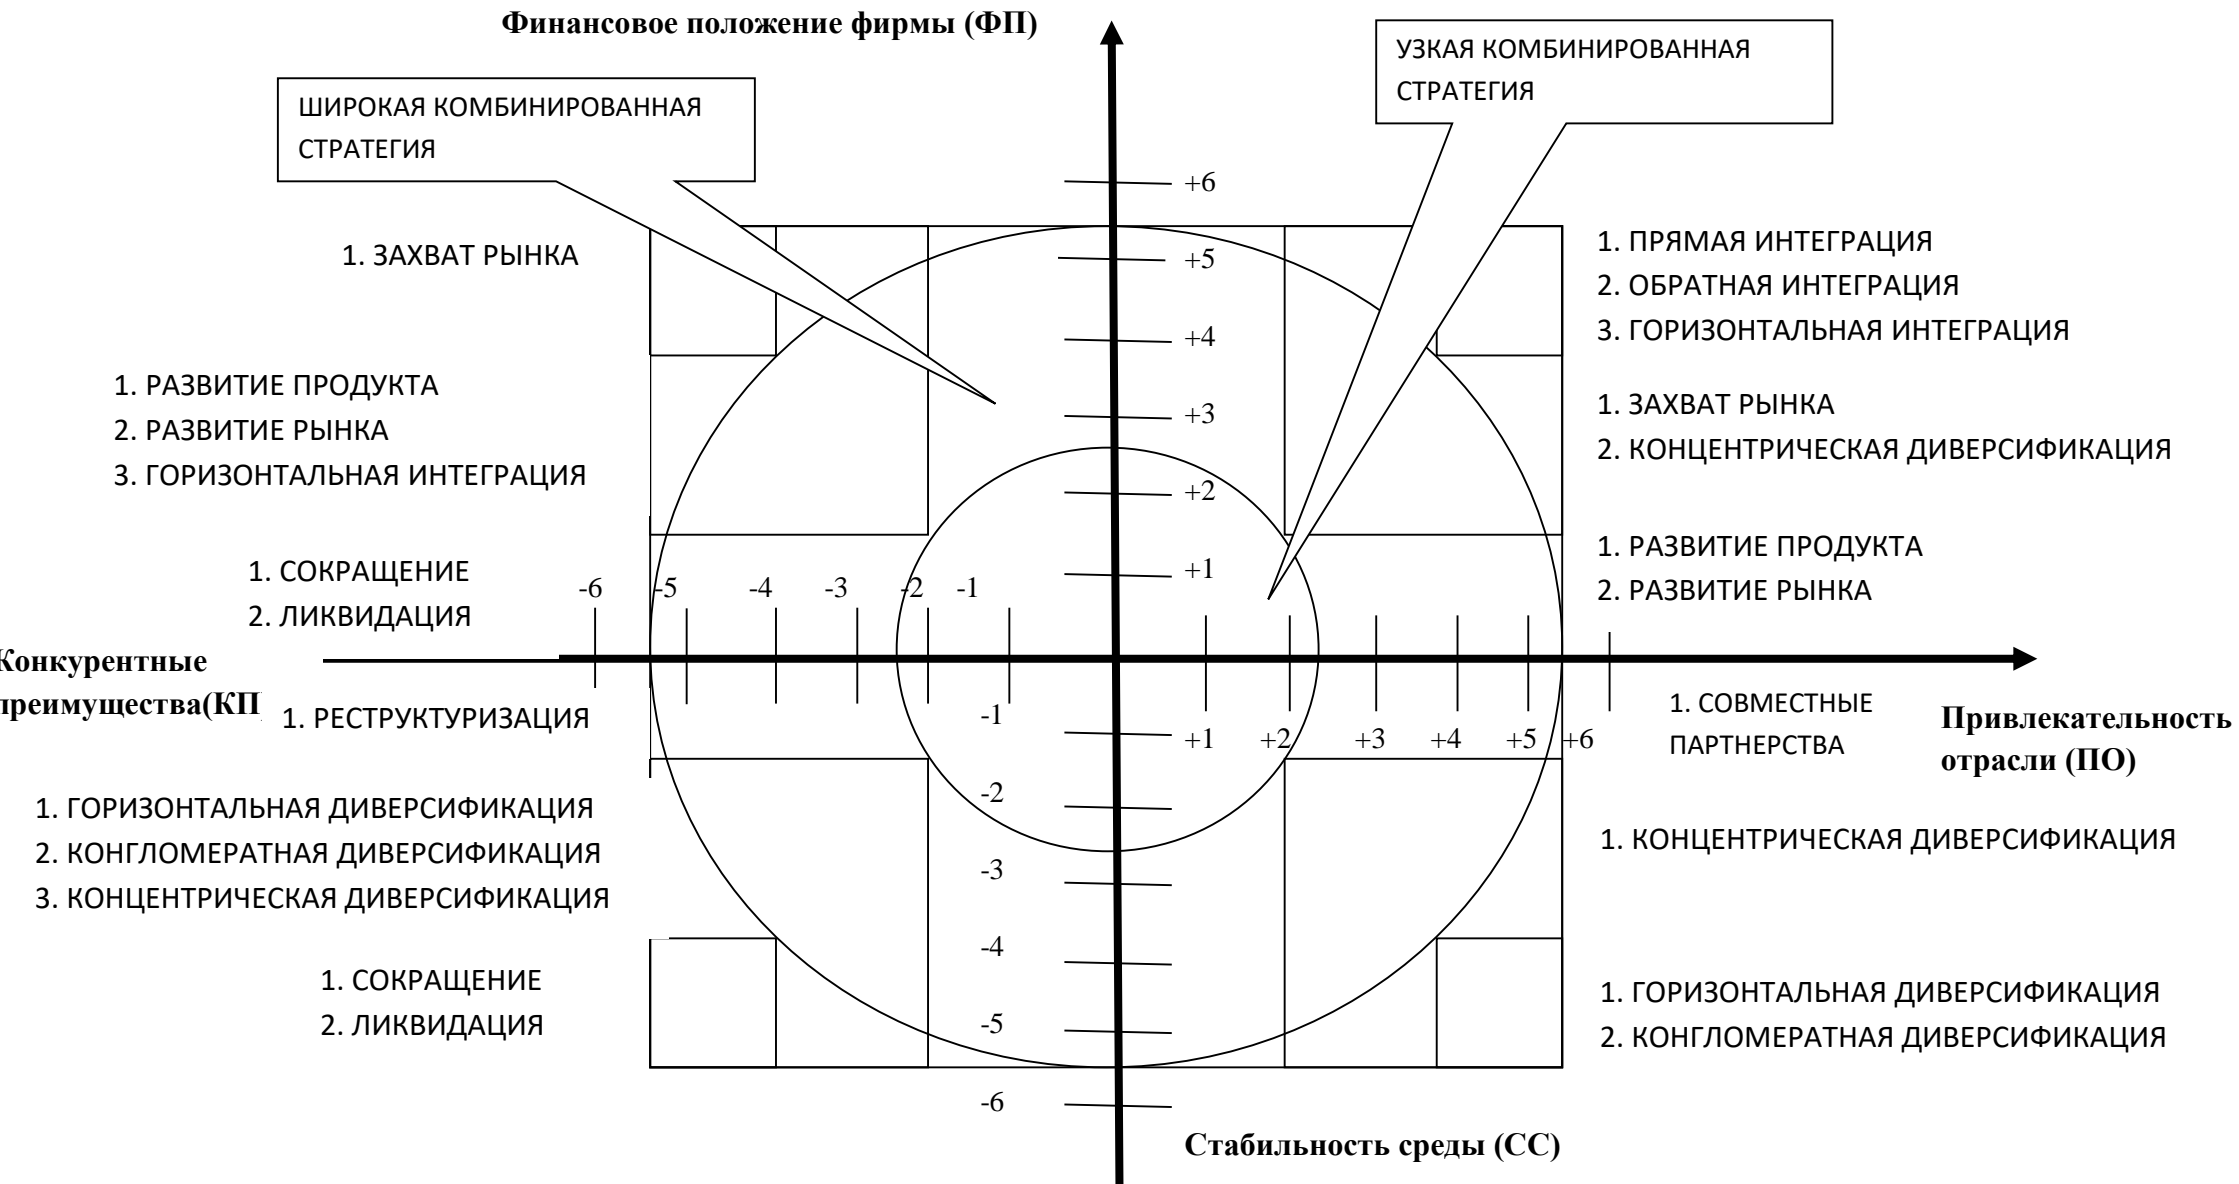 Финансовое положение фирмы (ФП)
УЗКАЯ КОМБИНИРОВАННАЯ
СТРАТЕГИЯ
ШИРОКАЯ КОМБИНИРОВАННАЯ
СТРАТЕГИЯ
+6
1. ЗАХВАТ РЫНКА
+5
1. ПРЯМАЯ ИНТЕГРАЦИЯ
2. ОБРАТНАЯ ИНТЕГРАЦИЯ
3. ГОРИЗОНТАЛЬНАЯ ИНТЕГРАЦИЯ
+4
1. РАЗВИТИЕ ПРОДУКТА
2. РАЗВИТИЕ РЫНКА
3. ГОРИЗОНТАЛЬНАЯ ИНТЕГРАЦИЯ
+3
1. ЗАХВАТ РЫНКА
2. КОНЦЕНТРИЧЕСКАЯ ДИВЕРСИФИКАЦИЯ
+2
1. СОКРАЩЕНИЕ
2. ЛИКВИДАЦИЯ
-6 -5 -4 -3 -2 -1
+1
1. РАЗВИТИЕ ПРОДУКТА
2. РАЗВИТИЕ РЫНКА
Конкурентные
преимущества(КП
1. РЕСТРУКТУРИЗАЦИЯ
-1
+1 +2 +3 +4 +5 +6
1. СОВМЕСТНЫЕ
ПАРТНЕРСТВА
Привлекательность
отрасли (ПО)
-2
1. ГОРИЗОНТАЛЬНАЯ ДИВЕРСИФИКАЦИЯ
2. КОНГЛОМЕРАТНАЯ ДИВЕРСИФИКАЦИЯ
3. КОНЦЕНТРИЧЕСКАЯ ДИВЕРСИФИКАЦИЯ
-3
1. КОНЦЕНТРИЧЕСКАЯ ДИВЕРСИФИКАЦИЯ
-4
1. СОКРАЩЕНИЕ
2. ЛИКВИДАЦИЯ
-5
1. ГОРИЗОНТАЛЬНАЯ ДИВЕРСИФИКАЦИЯ
2. КОНГЛОМЕРАТНАЯ ДИВЕРСИФИКАЦИЯ
-6
Стабильность среды (СС)